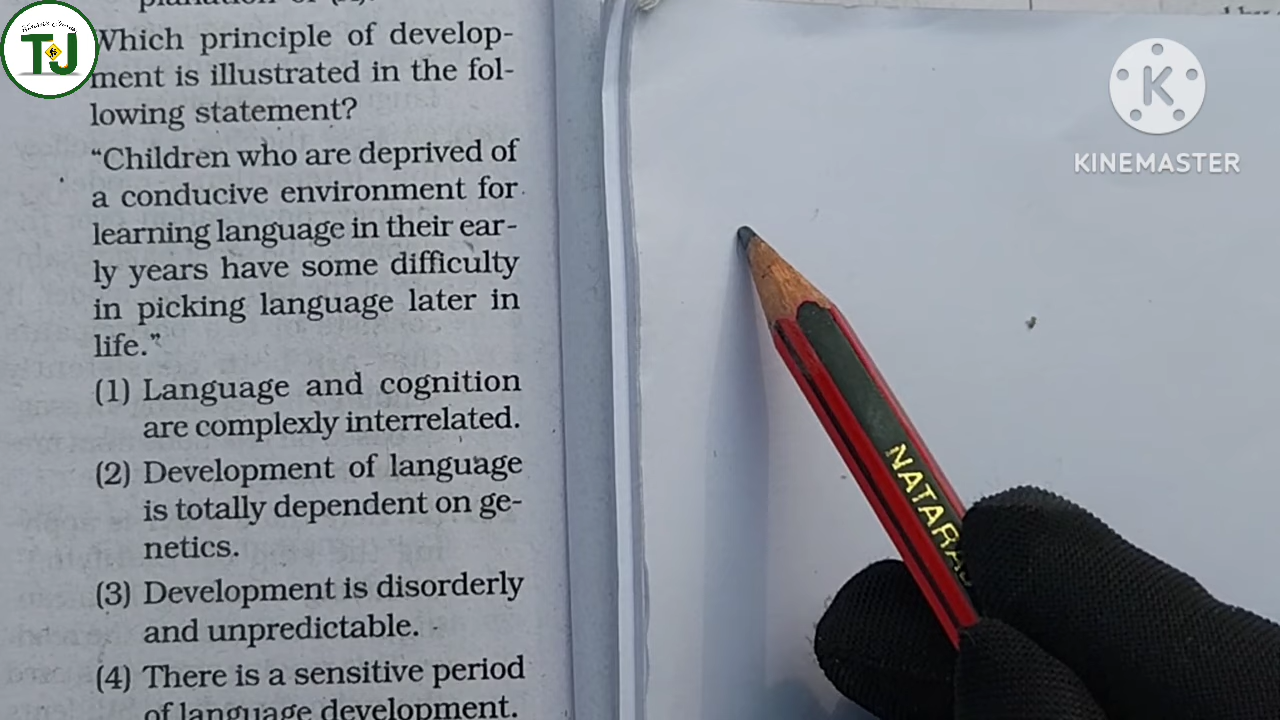 Which principle of develop-
ment is illustrated in the fol-
lowing statement?
“Children who are deprived of
a conducive environment for
learning language in their ear-
ly years have some difficulty
in picking language later in
life.”
(1) Language and cognition
are complexly interrelated.
(2) Development of language
is totally dependent on ge-
netics.
(3) Development is disorderly
and unpredictable.
(4) There is a sensitive period
of language development.
TJ
K
KINEMASTER
NATARAJ